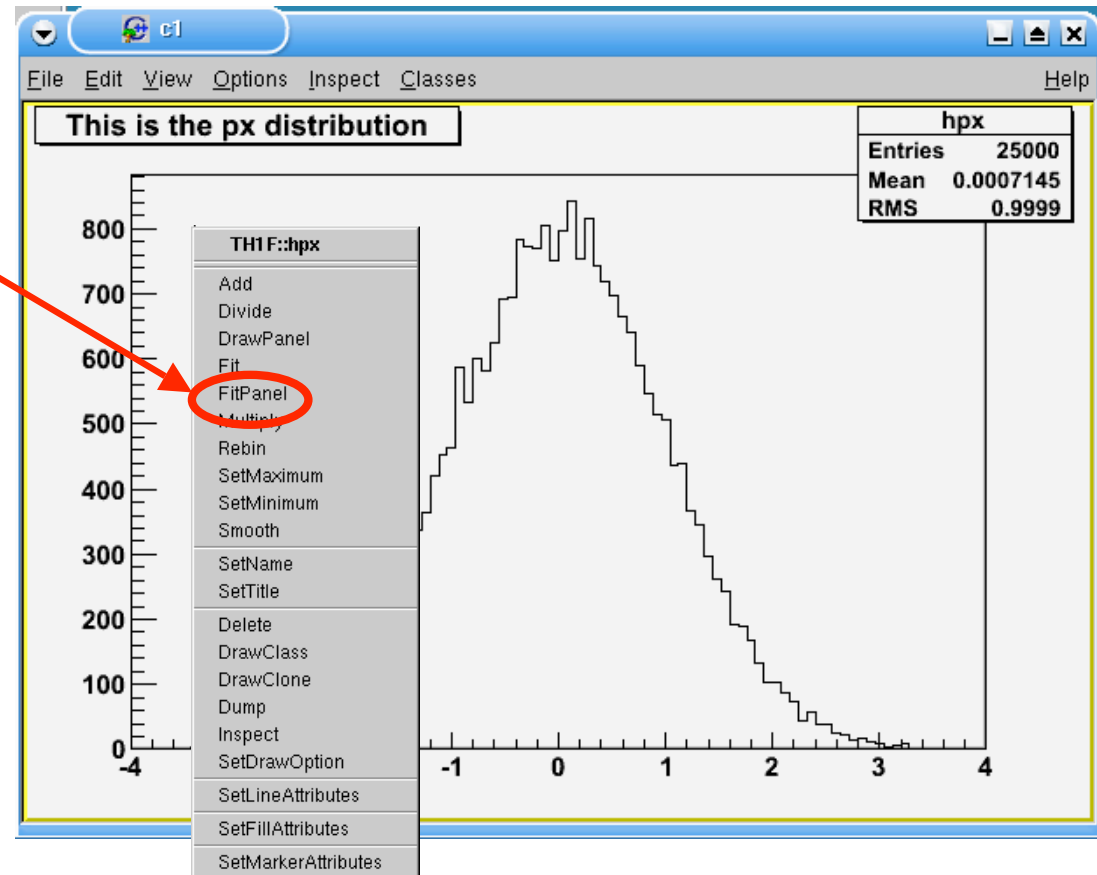 c1
File Edit View Options Inspect Classes Help
This is the px distribution
hpx
Entries 25000
Mean 0.0007145
RMS 0.9999
800
700
600
500
400
300
200
100
0
-4
-1
0
1
2
3
4
TH1F::hpx
Add
Divide
DrawPanel
Fit
FitPanel
Multiply
Rebin
SetMaximum
SetMinimum
Smooth
SetName
SetTitle
Delete
DrawClass
DrawClone
Dump
Inspect
SetDrawOption
SetLineAttributes
SetFillAttributes
SetMarkerAttributes